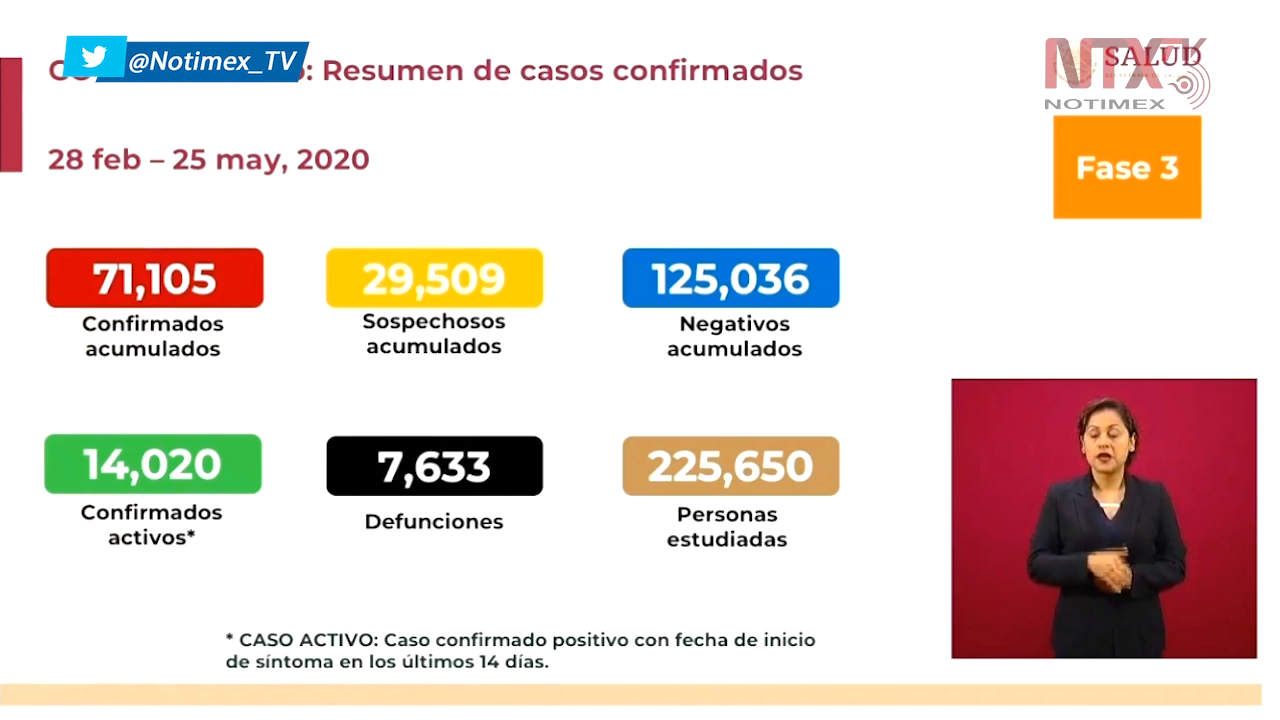 @Notimex_TV
: Resumen de casos confirmados
28 feb – 25 may, 2020
SALUD
NTX
NOTIMEX
Fase 3
71,105
Confirmados
acumulados
29,509
Sospechosos
acumulados
125,036
Negativos
acumulados
14,020
Confirmados
activos*
7,633
Defunciones
225,650
Personas
estudiadas
* CASO ACTIVO: Caso confirmado positivo con fecha de inicio
de síntoma en los últimos 14 días.